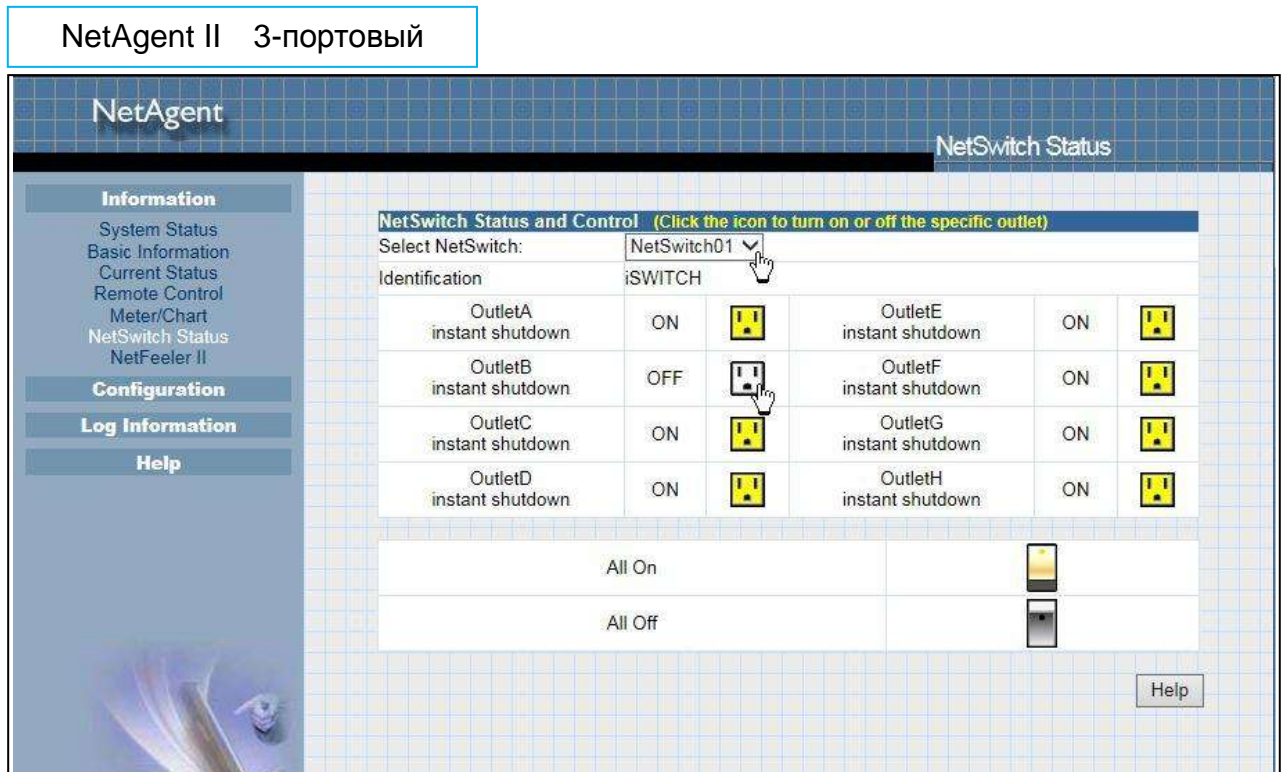 NetAgent II 3-портовый
NetAgent
NetSwitch Status
Information
System Status
Basic Information
Current Status
Remote Control
Meter/Chart
NetSwitch Status
NetFeeler II
Configuration
Log Information
Help
NetSwitch Status and Control (Click the icon to turn on or off the specific outlet)
Select NetSwitch: NetSwitch01
Identification iSWITCH
OutletA
instant shutdown ON
OutletE
instant shutdown ON
OutletB
instant shutdown OFF
OutletF
instant shutdown ON
OutletC
instant shutdown ON
OutletG
instant shutdown ON
OutletD
instant shutdown ON
OutletH
instant shutdown ON
All On
All Off
Help